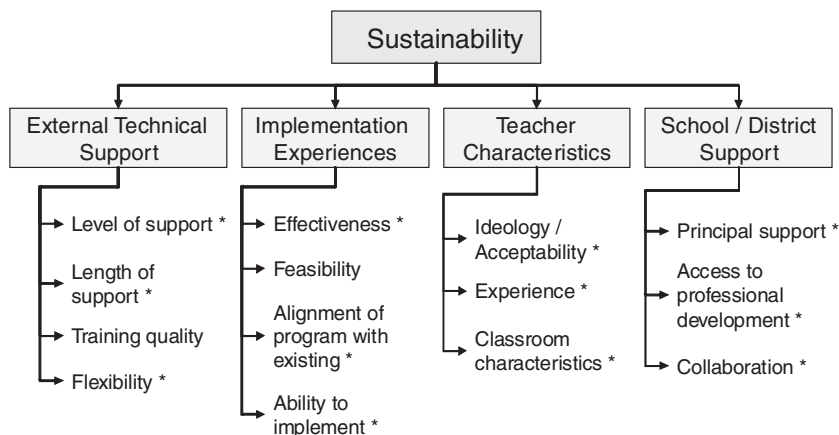 Sustainability
External Technical
Support
Level of support *
Length of
support *
Training quality
Flexibility *
Implementation
Experiences
Effectiveness *
Feasibility
Alignment of
program with
existing *
Ability to
implement *
Teacher
Characteristics
Ideology /
Acceptability *
Experience *
Classroom
characteristics *
School / District
Support
Principal support *
Access to
professional
development *
Collaboration *